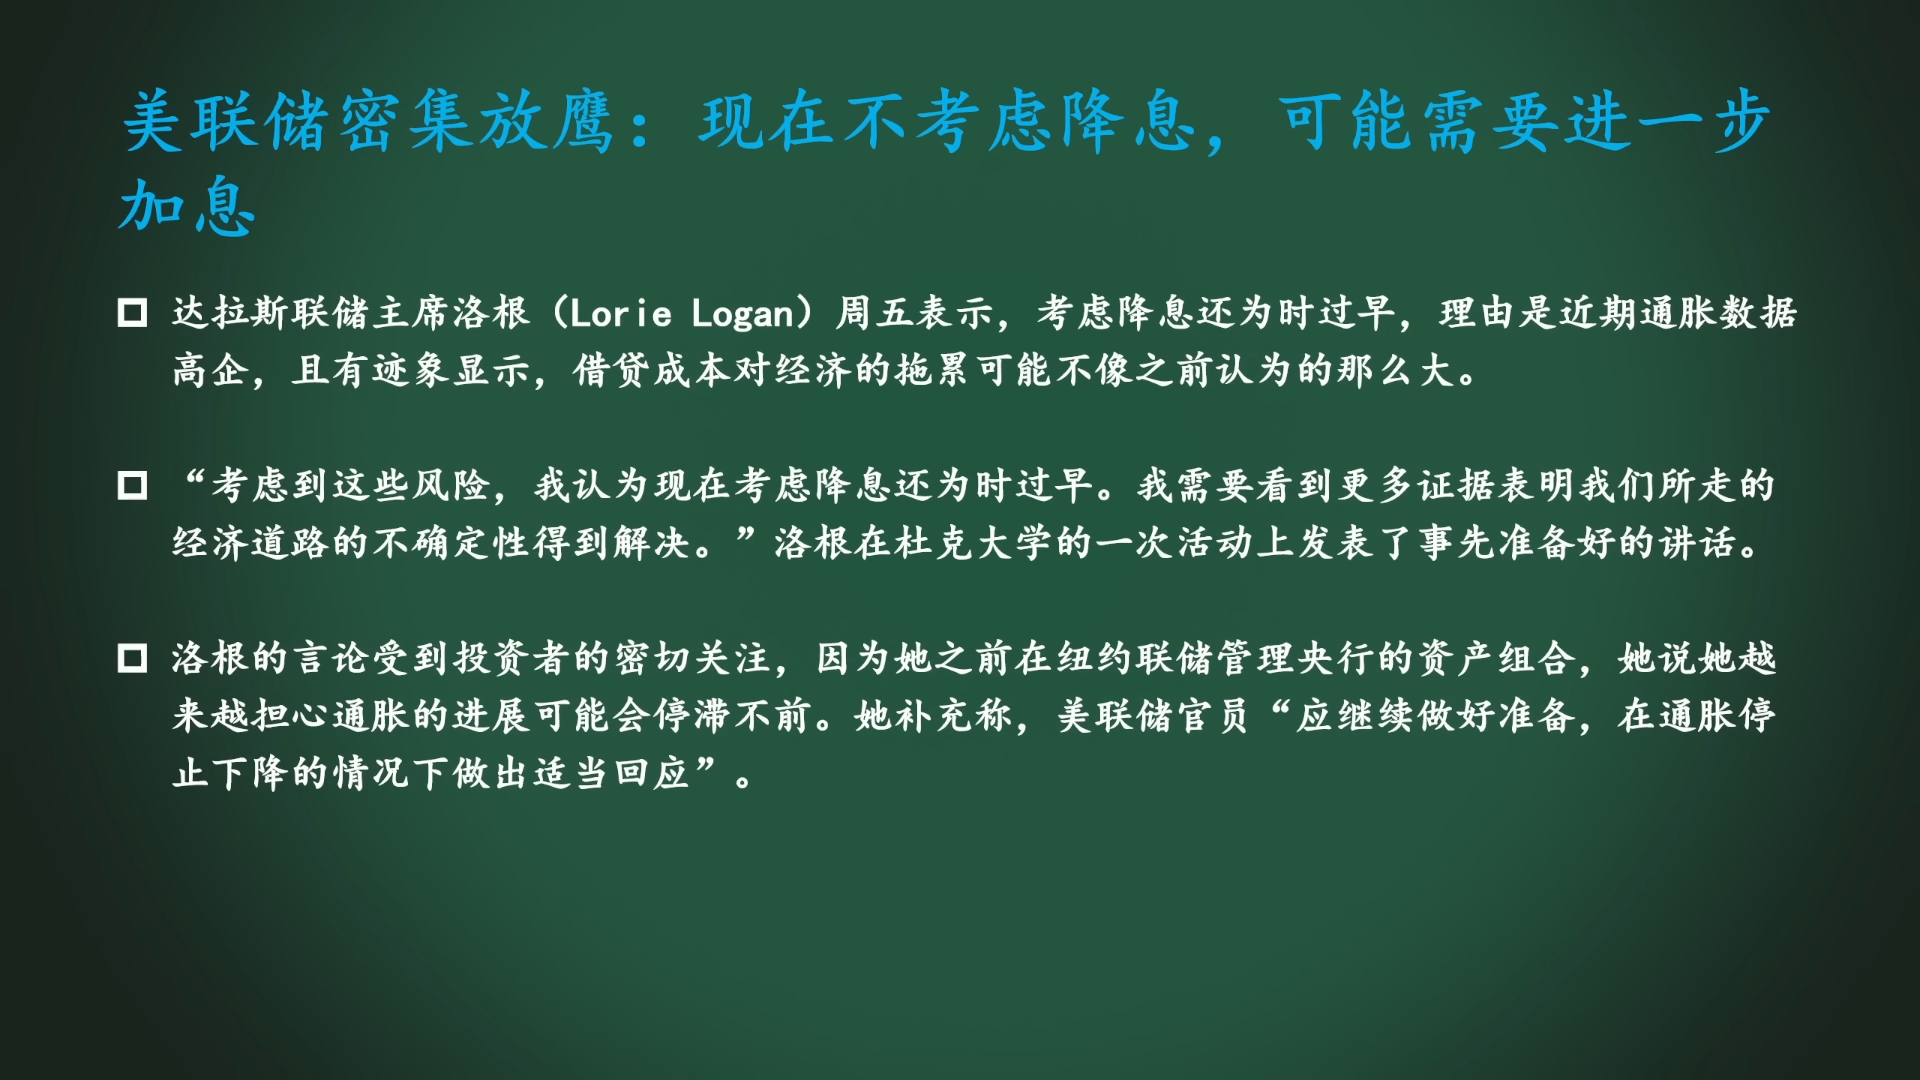 美联储密集放鹰：现在不考虑降息，可能需要进一步
加息
达拉斯联储主席洛根（Lorie Logan）周五表示，考虑降息还为时过早，理由是近期通胀数据
高企，且有迹象显示，借贷成本对经济的拖累可能不像之前认为的那么大。
“考虑到这些风险，我认为现在考虑降息还为时过早。我需要看到更多证据表明我们所走的
经济道路的不确定性得到解决。”洛根在杜克大学的一次活动上发表了事先准备好的讲话。
洛根的言论受到投资者的密切关注，因为她之前在纽约联储管理央行的资产组合，她说她越
来越担心通胀的进展可能会停滞不前。她补充称，美联储官员“应继续做好准备，在通胀停
止下降的情况下做出适当回应”。